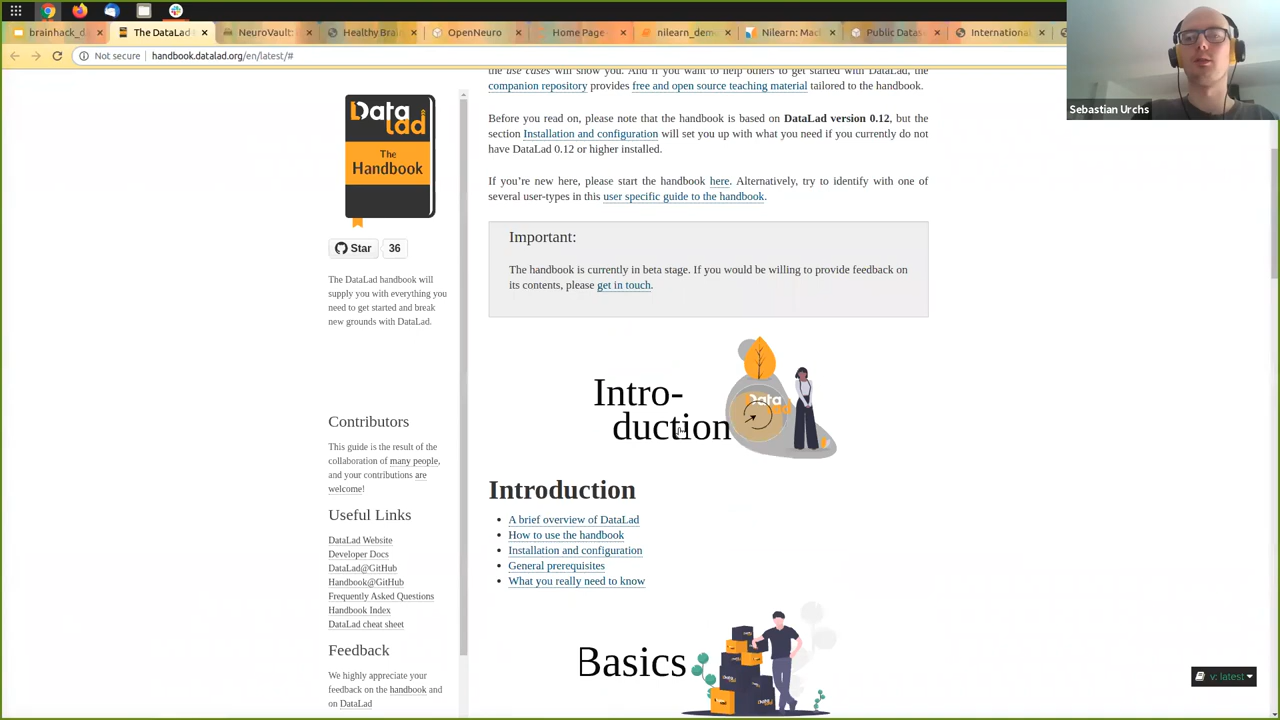 brainhack_d
The DataLad
NeuroVault:
Healthy Brain
OpenNeuro
Home Page
nilearn_demo
Nilearn: Mac
Public Datase
International
Not secure
handbook.datalad.org/en/latest/#
Sebastian Urchs
Data
lad
The
Handbook
Star
36
The DataLad handbook will
supply you with everything you
need to get started and break
new grounds with DataLad.
Contributors
This guide is the result of the
collaboration of many people,
and your contributions are
welcome!
Useful Links
DataLad Website
Developer Docs
DataLad@GitHub
Handbook@GitHub
Frequently Asked Questions
Handbook Index
DataLad cheat sheet
Feedback
We highly appreciate your
feedback on the handbook and
on DataLad
the use cases will show you. And if you want to help others to get started with DataLad, the
companion repository provides free and open source teaching material tailored to the handbook.
Before you read on, please note that the handbook is based on DataLad version 0.12, but the
section Installation and configuration will set you up with what you need if you currently do not
have DataLad 0.12 or higher installed.
If you're new here, please start the handbook here. Alternatively, try to identify with one of
several user-types in this user specific guide to the handbook.
Important:
The handbook is currently in beta stage. If you would be willing to provide feedback on
its contents, please get in touch.
Intro-
duction
Data
Introduction
A brief overview of DataLad
How to use the handbook
Installation and configuration
General prerequisites
What you really need to know
Basics
v: latest